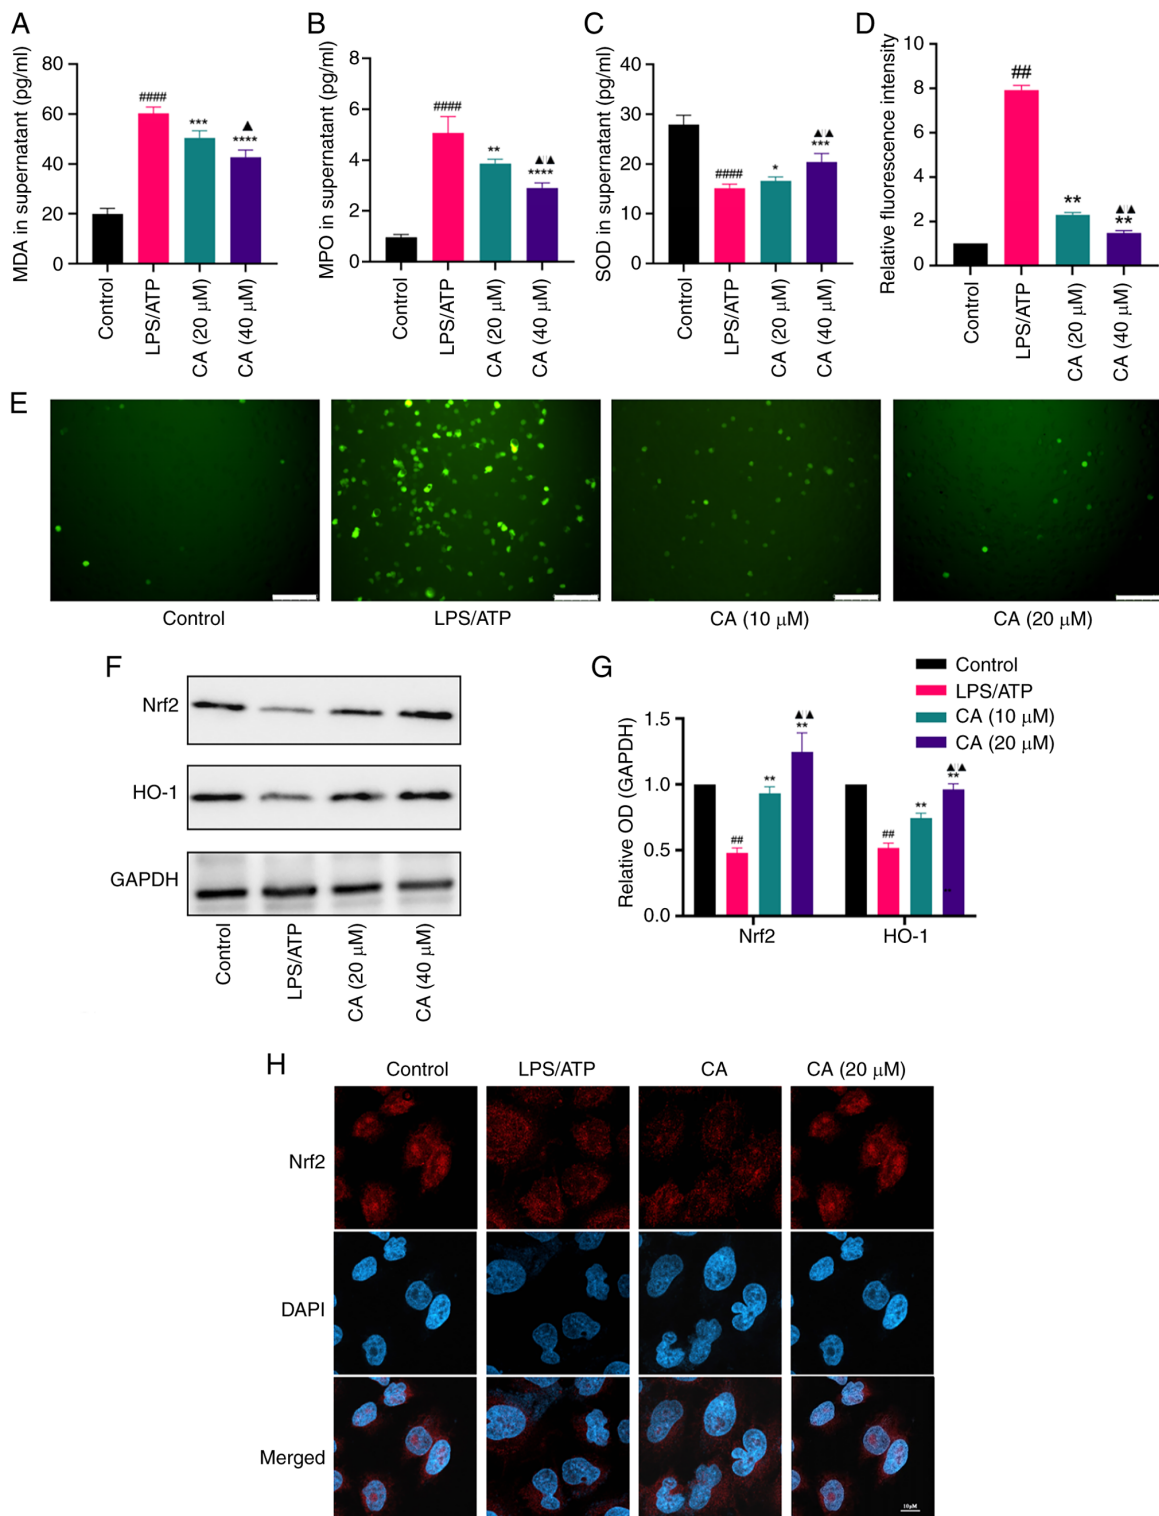 A
MDA in supernatant (pg/ml)
80
60
40
20
0
####
***
▲
****
Control
LPS/ATP
CA (20 μM)
CA (40 μM)
B
MPO in supernatant (pg/ml)
8
6
4
2
0
####
**
▲▲
****
Control
LPS/ATP
CA (20 μM)
CA (40 μM)
C
SOD in supernatant (pg/ml)
40
30
20
10
0
####
*
▲▲
***
Control
LPS/ATP
CA (20 μM)
CA (40 μM)
D
Relative fluorescence intensity
10
8
6
4
2
0
##
**
▲▲
**
Control
LPS/ATP
CA (20 μM)
CA (40 μM)
E
Control
LPS/ATP
CA (10 μM)
CA (20 μM)
F
Nrf2
HO-1
GAPDH
Control
LPS/ATP
CA (20 μM)
CA (40 μM)
G
Control
LPS/ATP
CA (10 μM)
CA (20 μM)
Relative OD (GAPDH)
1.5
1.0
0.5
0.0
##
**
▲▲
**
##
**
▲▲
**
**
Nrf2
HO-1
H
Control
LPS/ATP
CA
CA (20 μM)
Nrf2
DAPI
Merged
10μM